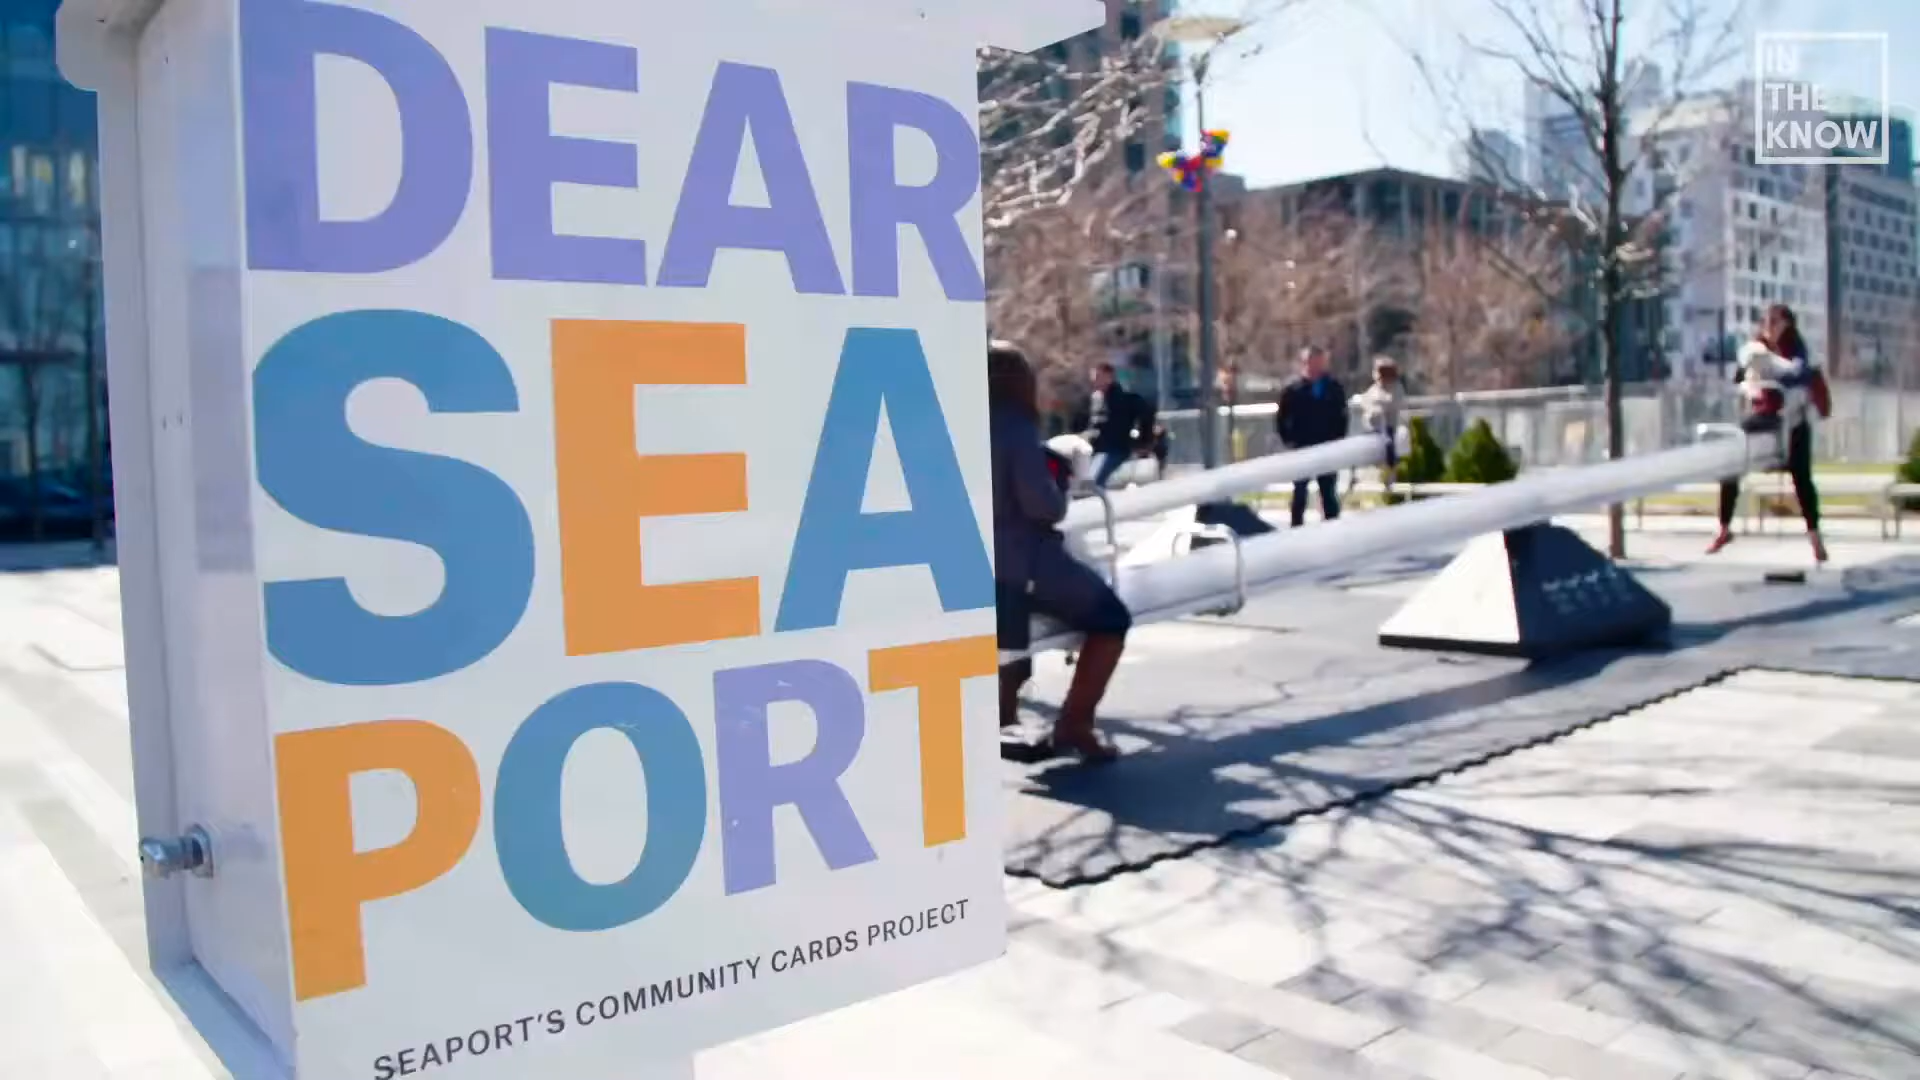 DEAR
SEA
PORT
SEAPORT'S COMMUNITY CARDS PROJECT
IN
THE
KNOW